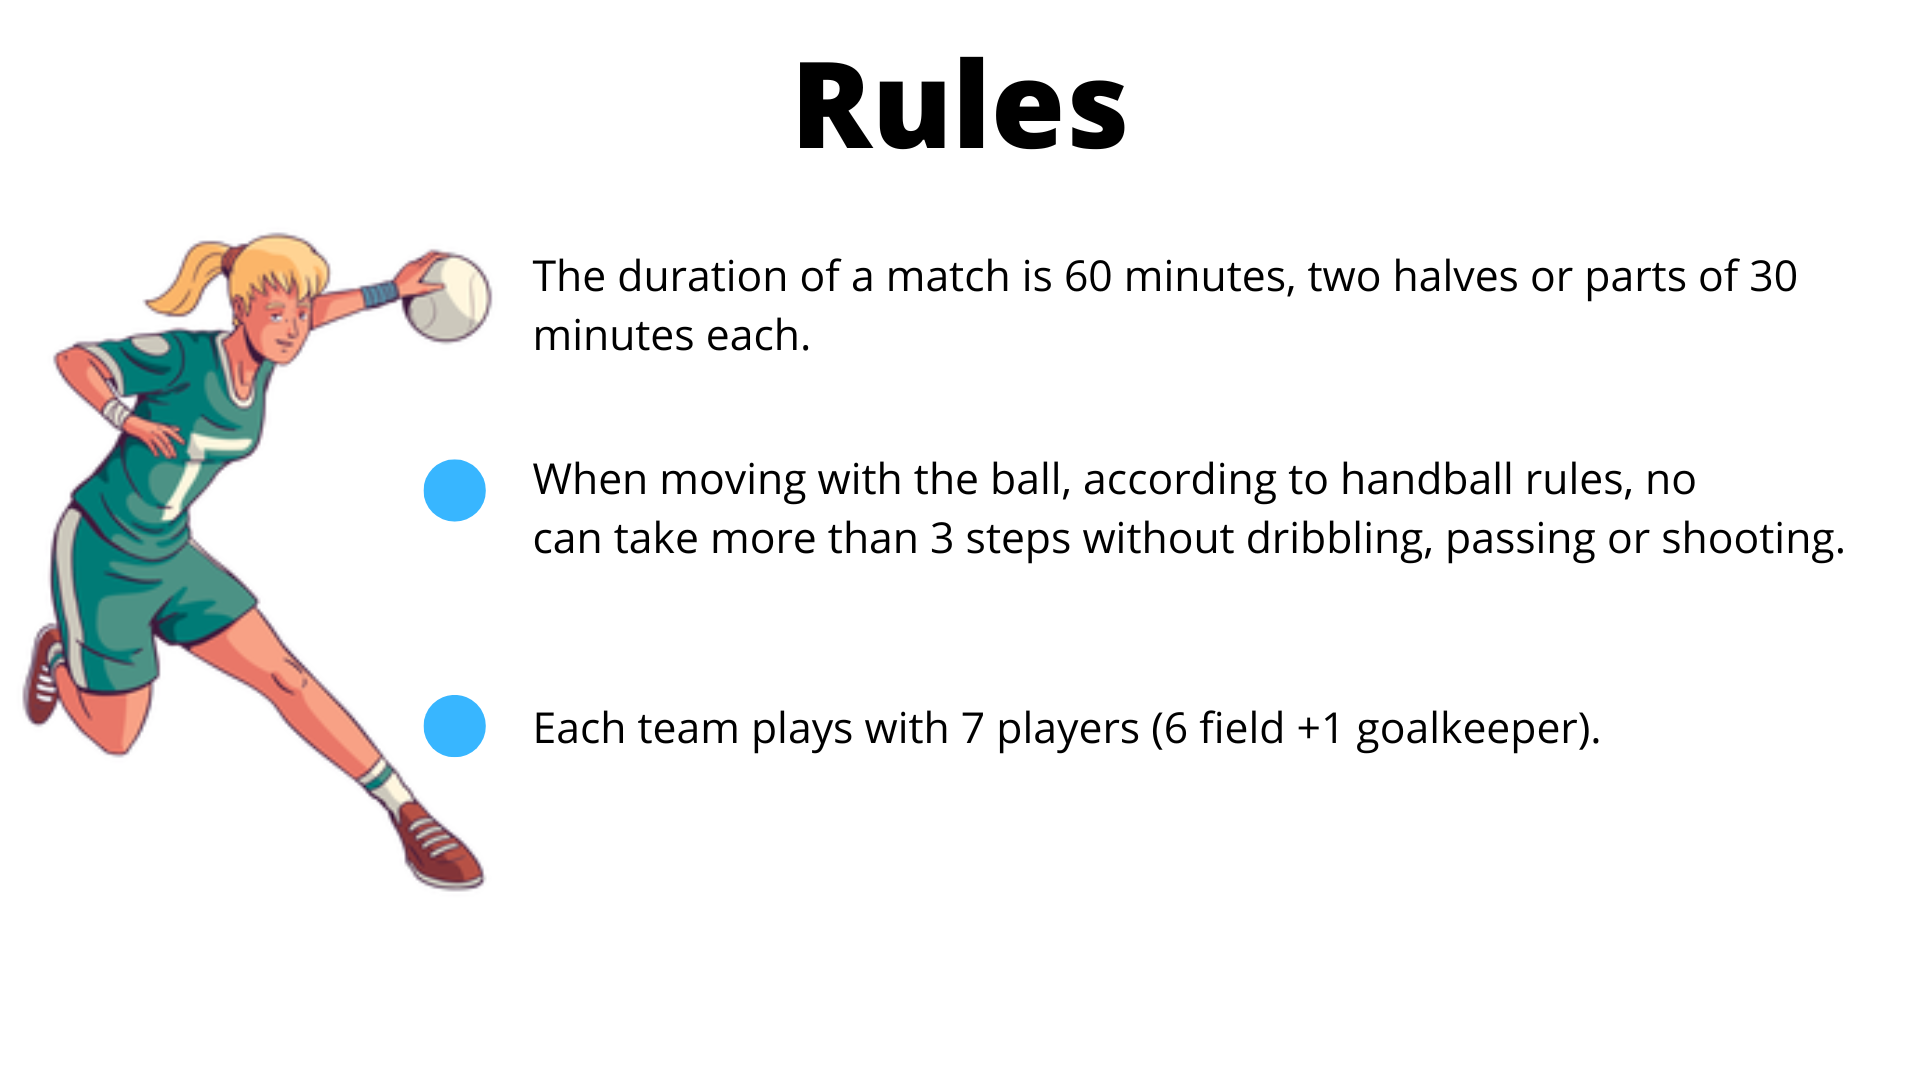 Rules
The duration of a match is 60 minutes, two halves or parts of 30
minutes each.
When moving with the ball, according to handball rules, no
can take more than 3 steps without dribbling, passing or shooting.
Each team plays with 7 players (6 field +1 goalkeeper).